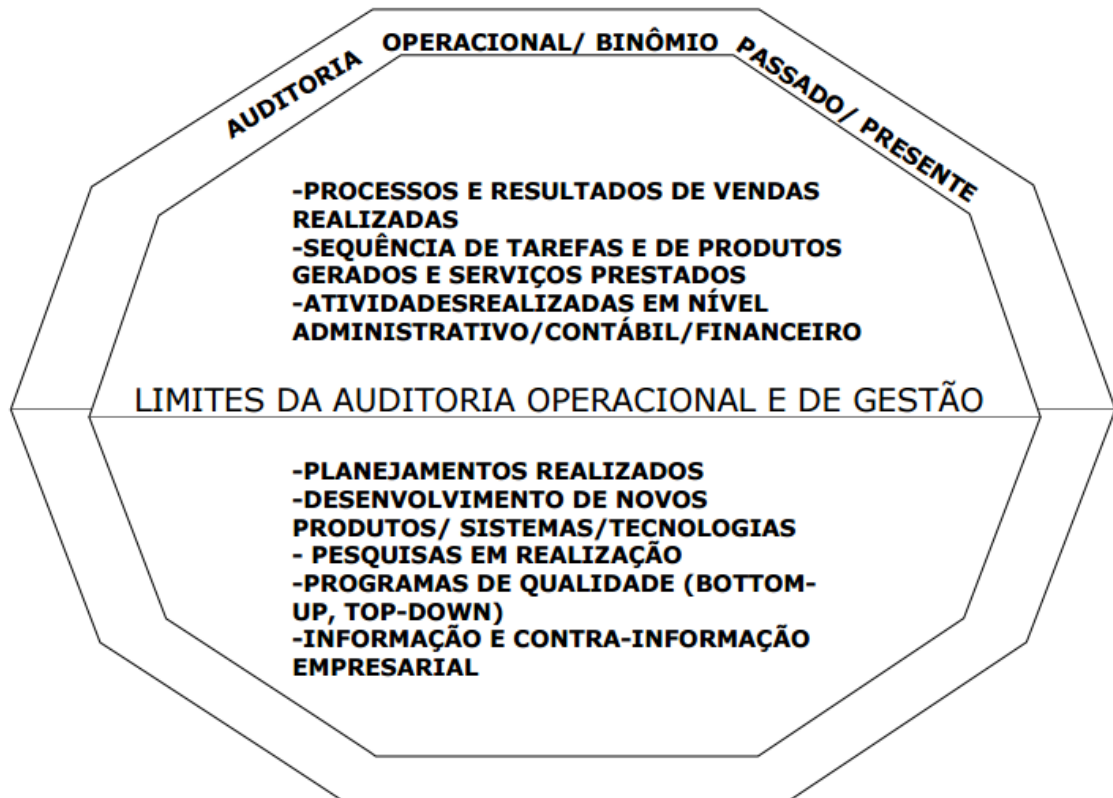 AUDITORIA OPERACIONAL/ BINÔMIO PASSADO/ PRESENTE
-PROCESSOS E RESULTADOS DE VENDAS
REALIZADAS
-SEQUÊNCIA DE TAREFAS E DE PRODUTOS
GERADOS E SERVIÇOS PRESTADOS
-ATIVIDADESREALIZADAS EM NÍVEL
ADMINISTRATIVO/CONTÁBIL/FINANCEIRO
LIMITES DA AUDITORIA OPERACIONAL E DE GESTÃO
-PLANEJAMENTOS REALIZADOS
-DESENVOLVIMENTO DE NOVOS
PRODUTOS/ SISTEMAS/TECNOLOGIAS
- PESQUISAS EM REALIZAÇÃO
-PROGRAMAS DE QUALIDADE (BOTTOM-
UP, TOP-DOWN)
-INFORMAÇÃO E CONTRA-INFORMAÇÃO
EMPRESARIAL